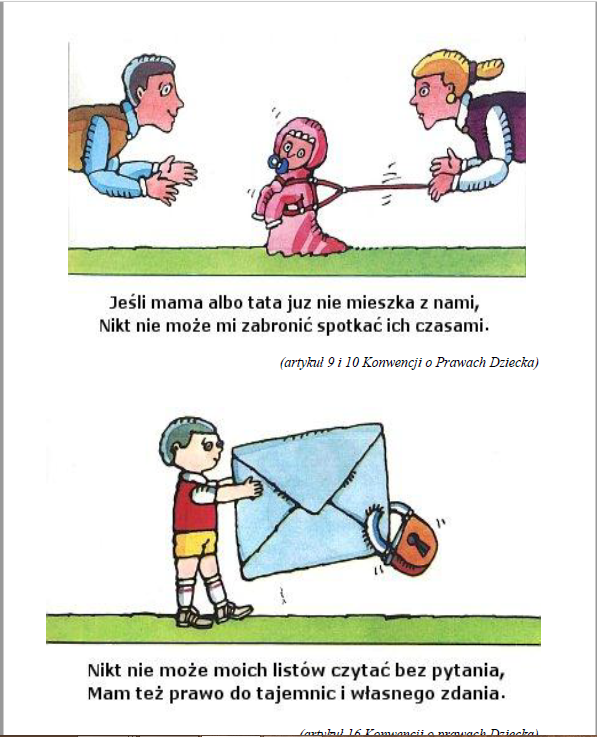 Jeśli mama albo tata juz nie mieszka z nami,
Nikt nie może mi zabronić spotkać ich czasami.
(artykuł 9 i 10 Konwencji o Prawach Dziecka)
Nikt nie może moich listów czytać bez pytania,
Mam też prawo do tajemnic i własnego zdania.
(artykuł 16 Konwencji o prawach Dziecka)